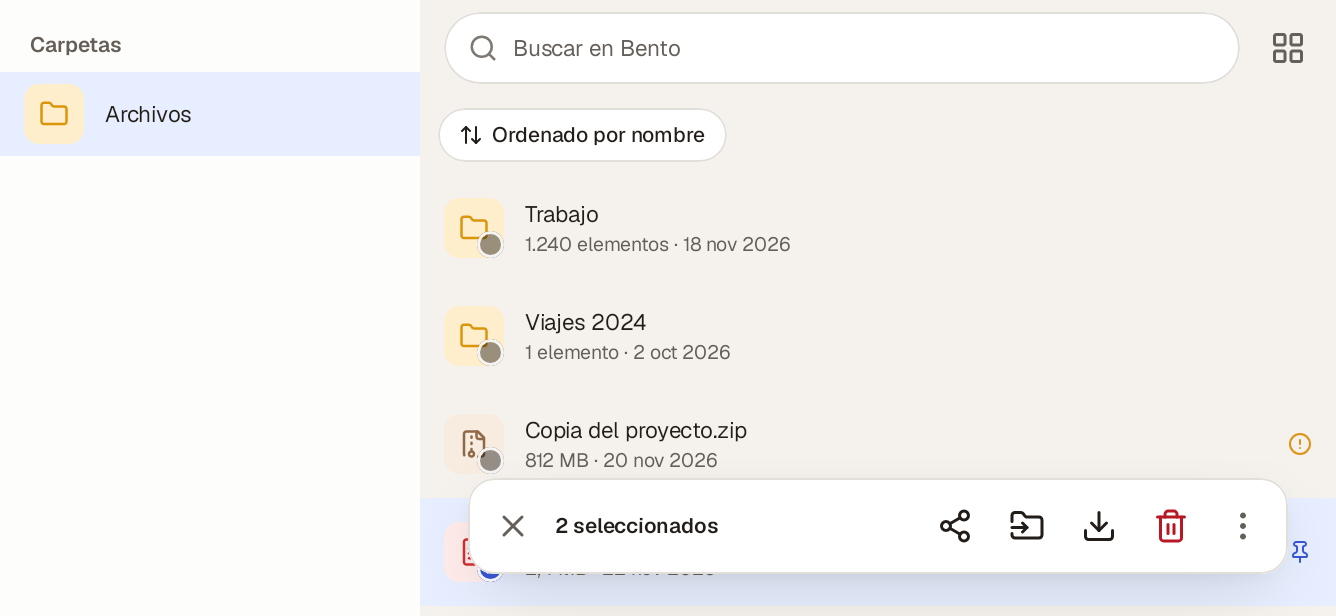 Carpetas
Archivos
Buscar en Bento
Ordenado por nombre
Trabajo
1.240 elementos · 18 nov 2026
Viajes 2024
1 elemento · 2 oct 2026
Copia del proyecto.zip
812 MB · 20 nov 2026
2 seleccionados